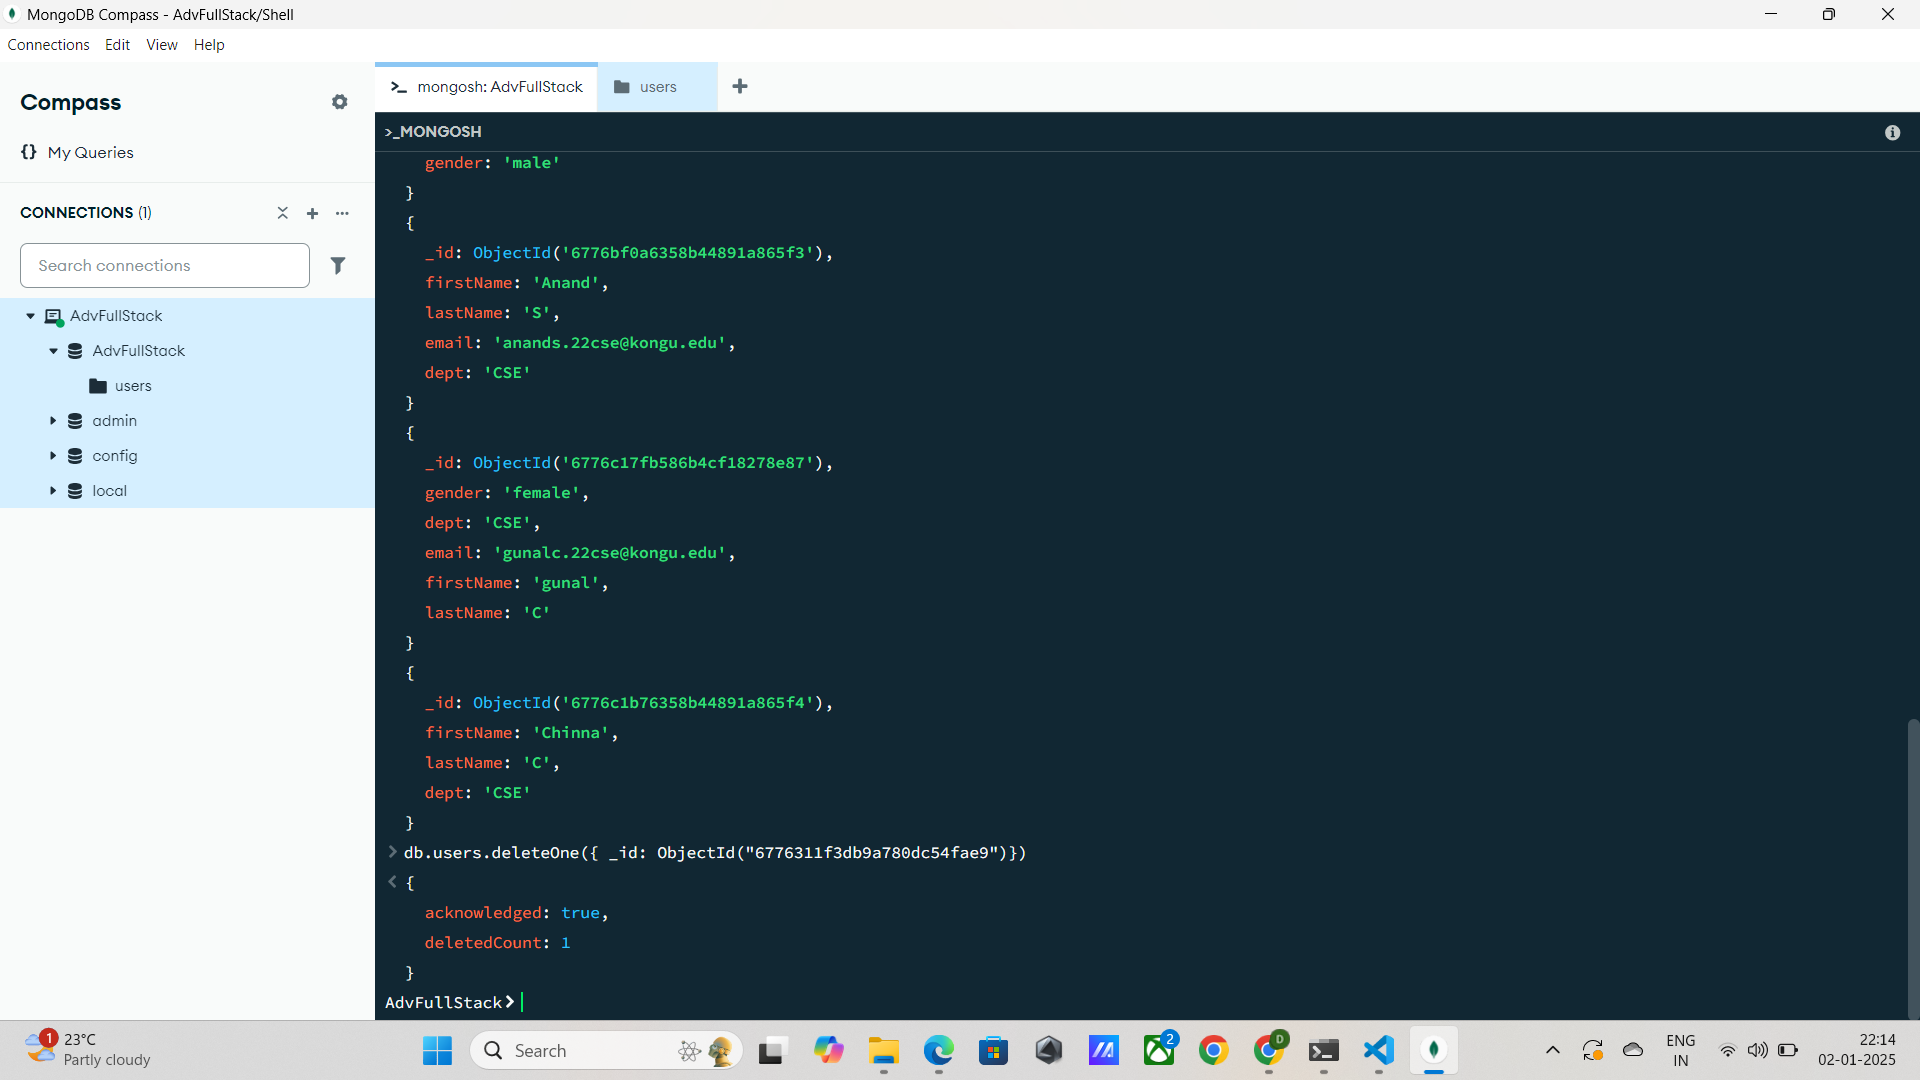 MongoDB Compass - AdvFullStack/Shell
Connections Edit View Help
Compass
{} My Queries
CONNECTIONS (1)
Search connections
AdvFullStack
AdvFullStack
users
admin
config
local
mongosh: AdvFullStack
users
>_MONGOSH
gender: 'male'
}
{
_id: ObjectId('6776bf0a6358b44891a865f3'),
firstName: 'Anand',
lastName: 'S',
email: 'anands.22cse@kongu.edu',
dept: 'CSE'
}
{
_id: ObjectId('6776c17fb586b4cf18278e87'),
gender: 'female',
dept: 'CSE',
email: 'gunalc.22cse@kongu.edu',
firstName: 'gunal',
lastName: 'C'
}
{
_id: ObjectId('6776c1b76358b44891a865f4'),
firstName: 'Chinna',
lastName: 'C',
dept: 'CSE'
}
> db.users.deleteOne({ _id: ObjectId("6776311f3db9a780dc54fae9")})
< {
acknowledged: true,
deletedCount: 1
}
AdvFullStack>
1
23°C
Partly cloudy
Search
2
D
ENG
IN
22:14
02-01-2025